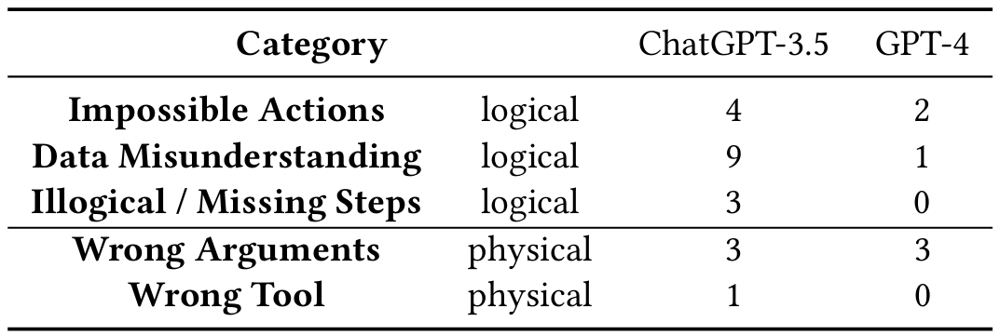 Category ChatGPT-3.5 GPT-4
Impossible Actions logical 4 2
Data Misunderstanding logical 9 1
Illogical / Missing Steps logical 3 0
Wrong Arguments physical 3 3
Wrong Tool physical 1 0